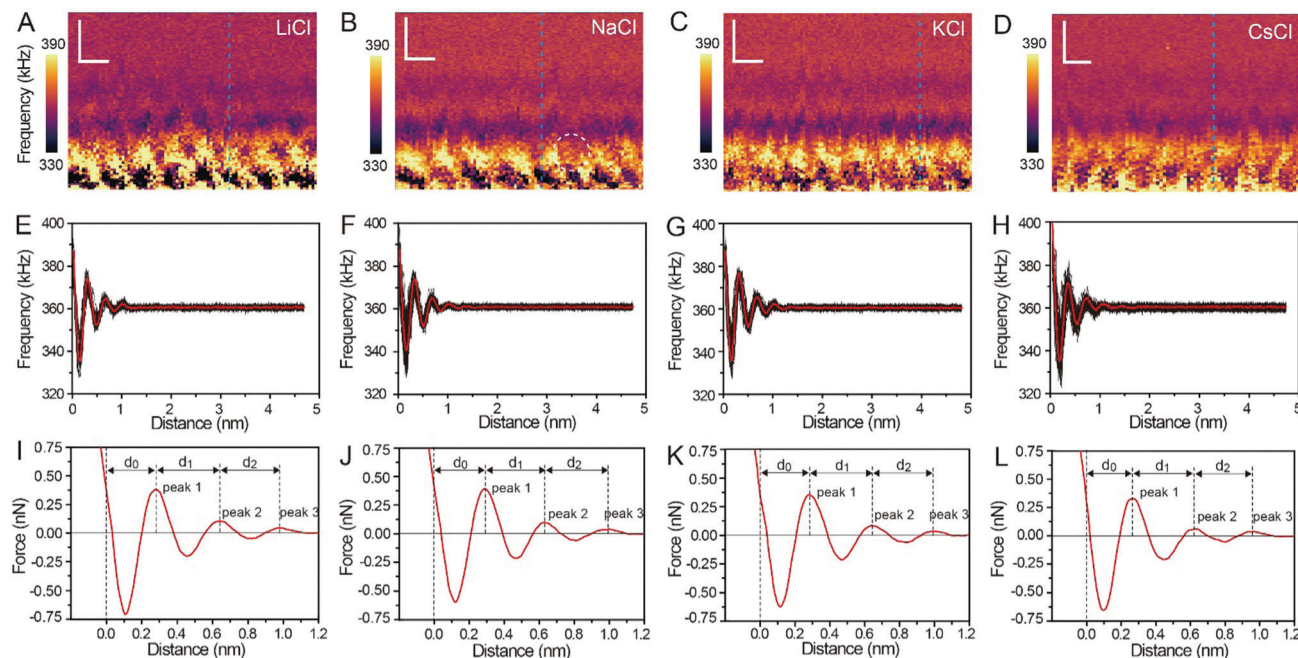 A
LiCl
390
Frequency (kHz)
330
B
NaCl
390
330
C
KCl
390
Frequency (kHz)
330
D
CsCl
390
Frequency (kHz)
330
E
400
380
360
340
320
Frequency (kHz)
0 1 2 3 4 5
Distance (nm)
F
400
380
360
340
320
Frequency (kHz)
0 1 2 3 4 5
Distance (nm)
G
400
380
360
340
320
Frequency (kHz)
0 1 2 3 4 5
Distance (nm)
H
400
380
360
340
320
Frequency (kHz)
0 1 2 3 4 5
Distance (nm)
I
0.75
0.50
0.25
0.00
-0.25
-0.50
-0.75
Force (nN)
d₀ d₁ d₂
peak 1
peak 2 peak 3
0.0 0.2 0.4 0.6 0.8 1.0 1.2
Distance (nm)
J
0.75
0.50
0.25
0.00
-0.25
-0.50
-0.75
Force (nN)
d₀ d₁ d₂
peak 1
peak 2 peak 3
0.0 0.2 0.4 0.6 0.8 1.0 1.2
Distance (nm)
K
0.75
0.50
0.25
0.00
-0.25
-0.50
-0.75
Force (nN)
d₀ d₁ d₂
peak 1
peak 2 peak 3
0.0 0.2 0.4 0.6 0.8 1.0 1.2
Distance (nm)
L
0.75
0.50
0.25
0.00
-0.25
-0.50
-0.75
Force (nN)
d₀ d₁ d₂
peak 1
peak 2 peak 3
0.0 0.2 0.4 0.6 0.8 1.0 1.2
Distance (nm)